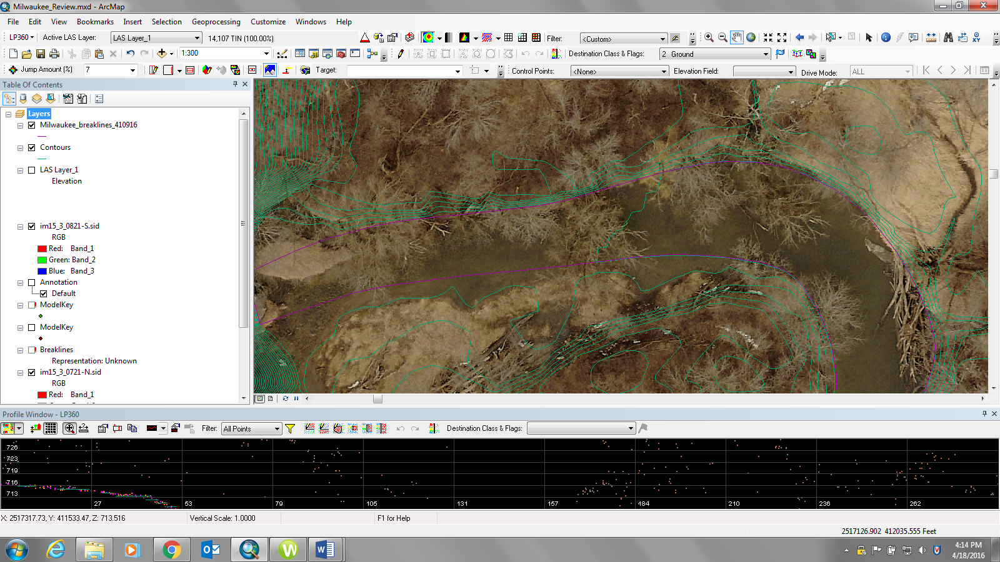 Milwaukee_Review.mxd - ArcMap
File Edit View Bookmarks Insert Selection Geoprocessing Customize Windows Help
LP360 Active LAS Layer: LAS Layer_1 14,107 TIN (100.00%) Filter: <Custom>
1:300 Destination Class & Flags: 2 Ground
Jump Amount (%) 7 Target: Control Points: <None> Elevation Field: Drive Mode: ALL
Table Of Contents
Layers
Milwaukee_breaklines_410916
Contours
LAS Layer_1
Elevation
im15_3_0821-S.sid
RGB
Red: Band_1
Green: Band_2
Blue: Band_3
Annotation
Default
ModelKey
ModelKey
Breaklines
Representation: Unknown
im15_3_0721-N.sid
RGB
Red: Band_1
Profile Window - LP360
Filter: All Points Destination Class & Flags:
726
723
719
716
713
27 53 79 105 131 157 184 210 236 262
X: 2517317.73, Y: 411533.47, Z: 713.516 Vertical Scale: 1.0000 F1 for Help
2517126.902 412035.555 Feet
4:14 PM
4/18/2016